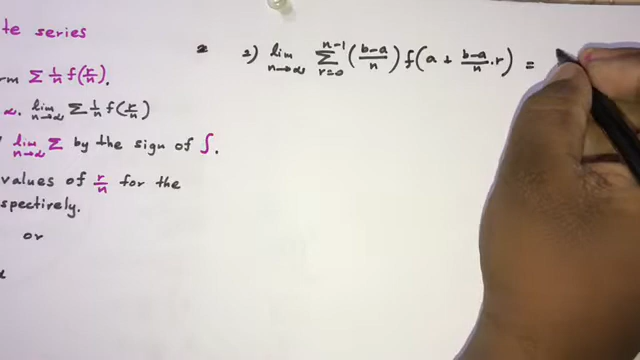 te series
rm Σ 1/n f(r/n).
α. lim n→∝ Σ 1/n f(r/n)
lim n→∝ Σ by the sign of ∫.
values of r/n for the
spectively.
or
2) lim n→∝ Σ r=0 n-1 (b-a/n) f(a + b-a/n . r) =